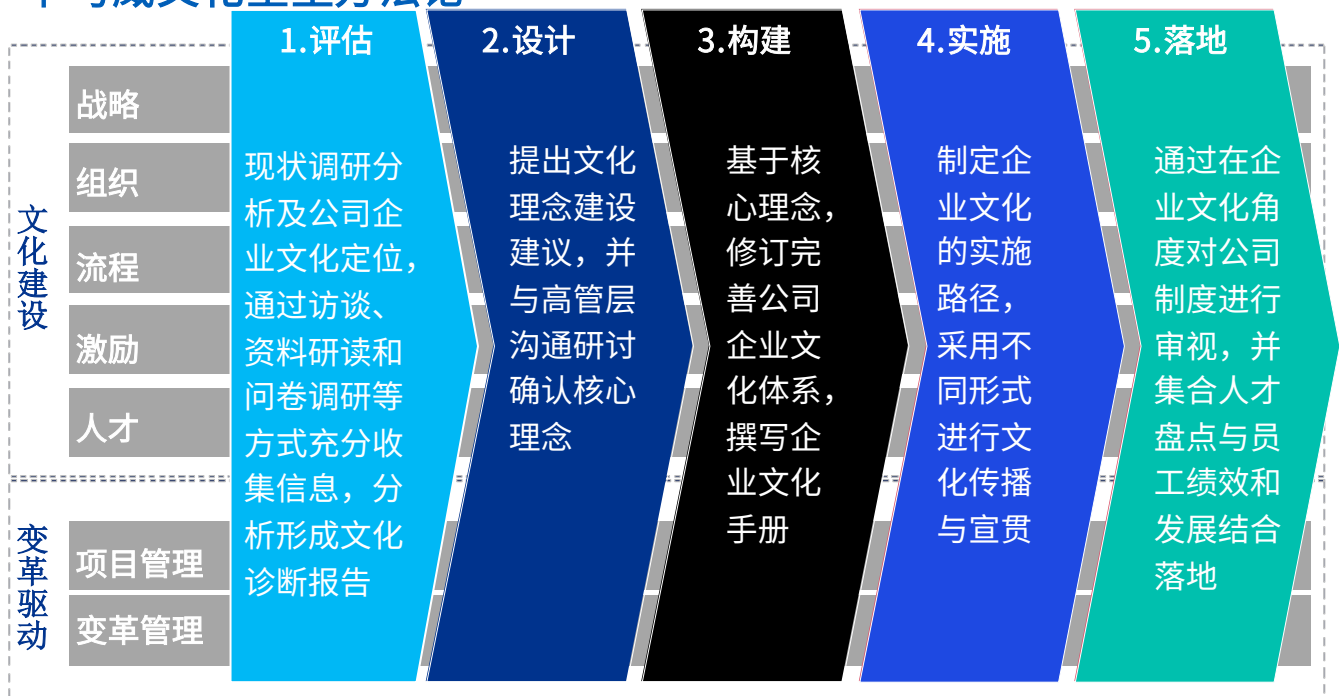 1.评估
2.设计
3.构建
4.实施
5.落地
文化建设
战略
组织
流程
激励
人才
变革驱动
项目管理
变革管理
现状调研分
析及公司企
业文化定位，
通过访谈、
资料研读和
问卷调研等
方式充分收
集信息，分
析形成文化
诊断报告
提出文化
理念建设
建议，并
与高管层
沟通研讨
确认核心
理念
基于核
心理念，
修订完
善公司
企业文
化体系，
撰写企
业文化
手册
制定企
业文化
的实施
路径，
采用不
同形式
进行文
化传播
与宣贯
通过在企
业文化角
度对公司
制度进行
审视，并
集合人才
盘点与员
工绩效和
发展结合
落地